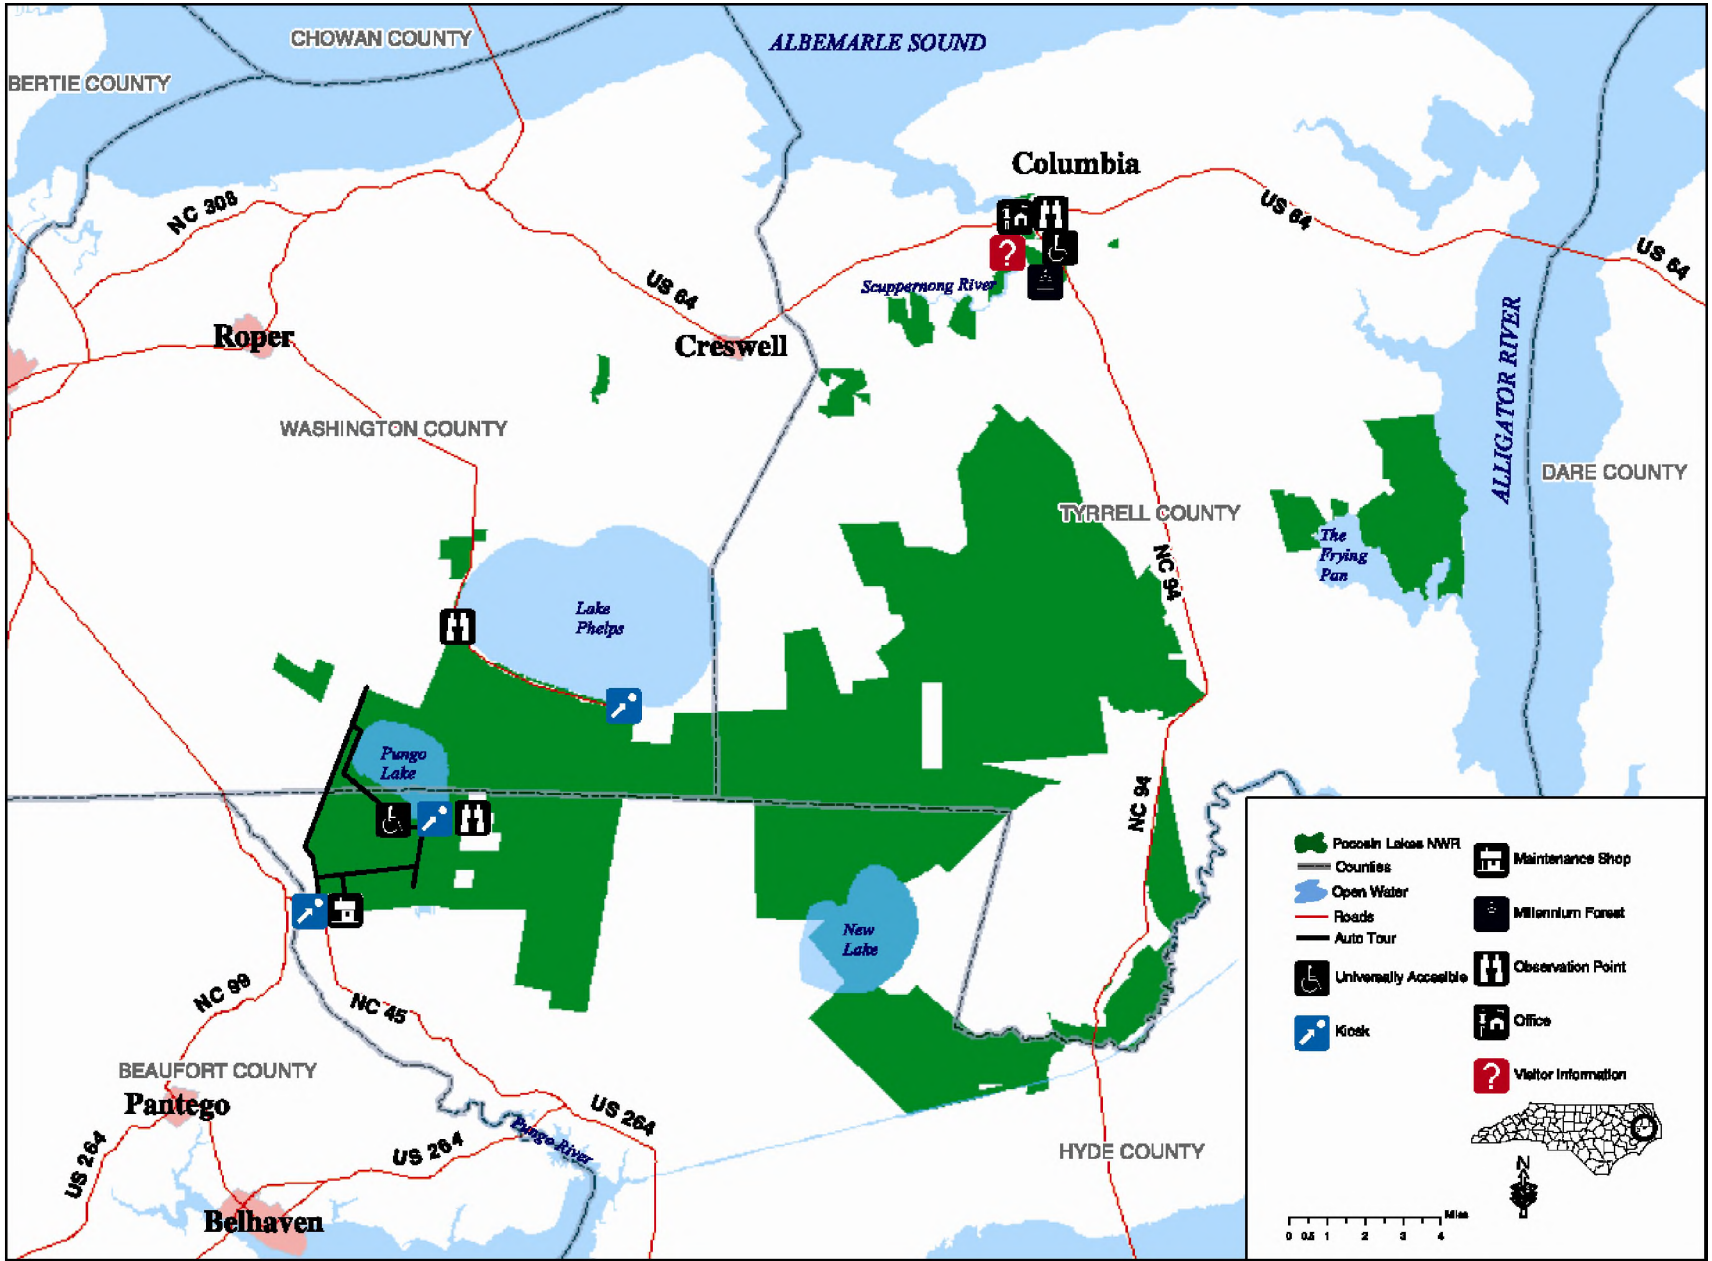 CHOWAN COUNTY
ALBEMARLE SOUND
BERTIE COUNTY
Columbia
NC 308
US 64
US 64
US 64
?
Scuppernong River
ALLIGATOR RIVER
Roper
Creswell
WASHINGTON COUNTY
DARE COUNTY
TYRRELL COUNTY
The
Frying
Pan
NC 94
Lake
Phelps
Pungo
Lake
NC 94
New
Lake
NC 99
NC 45
BEAUFORT COUNTY
Pantego
US 264
US 264
US 264
Pungo River
HYDE COUNTY
Belhaven
Pocosin Lakes NWR
Counties
Open Water
Roads
Auto Tour
Universally Accesible
Kiosk
Maintenance Shop
Millennium Forest
Observation Point
Office
? Visitor Information
N
Miles
0 0.5 1 2 3 4